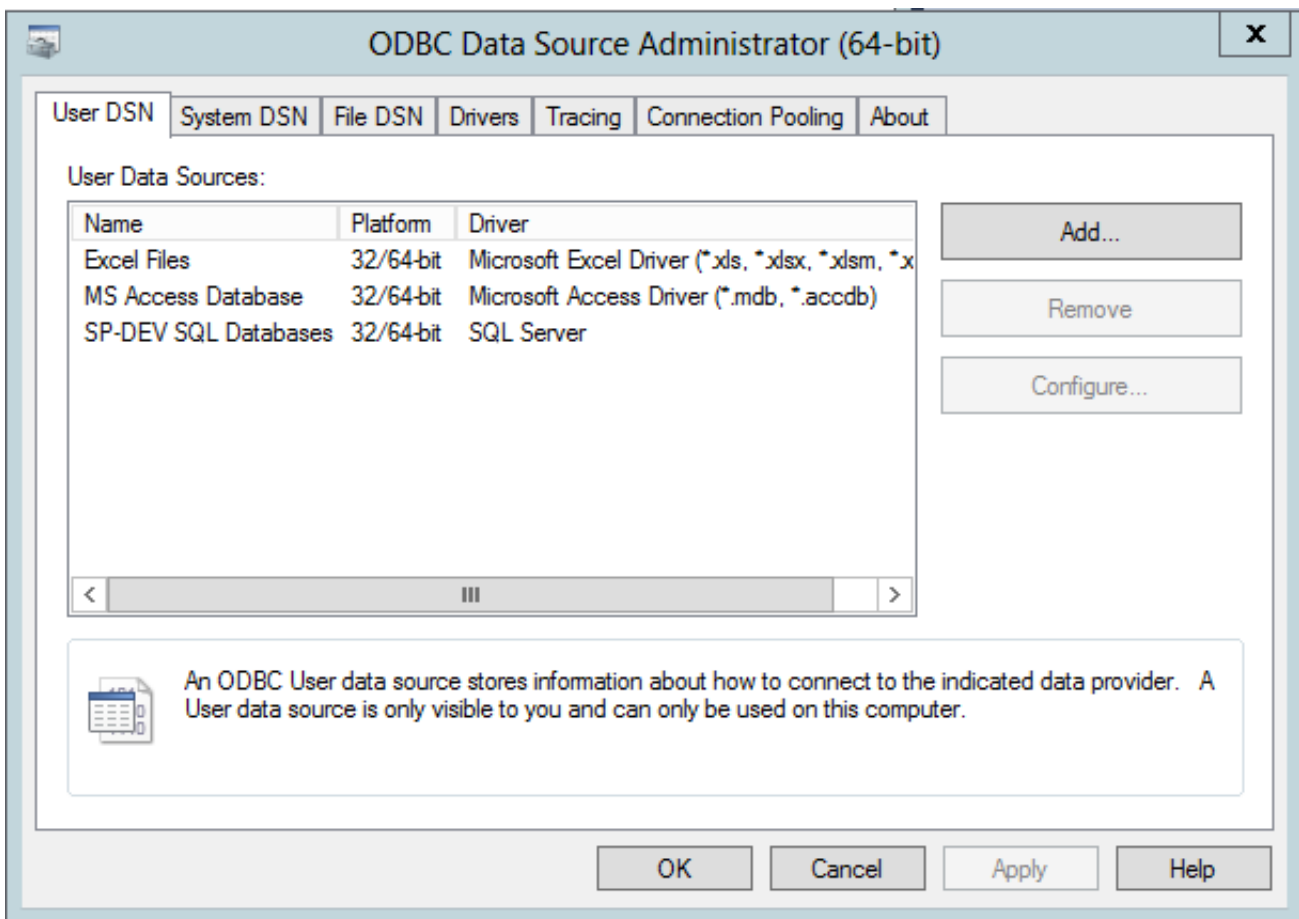 ODBC Data Source Administrator (64-bit)
x
User DSN System DSN File DSN Drivers Tracing Connection Pooling About
User Data Sources:
Name Platform Driver
Excel Files 32/64-bit Microsoft Excel Driver (*.xls, *.xlsx, *.xlsm, *.x
MS Access Database 32/64-bit Microsoft Access Driver (*.mdb, *.accdb)
SP-DEV SQL Databases 32/64-bit SQL Server
Add...
Remove
Configure...
An ODBC User data source stores information about how to connect to the indicated data provider. A
User data source is only visible to you and can only be used on this computer.
OK Cancel Apply Help